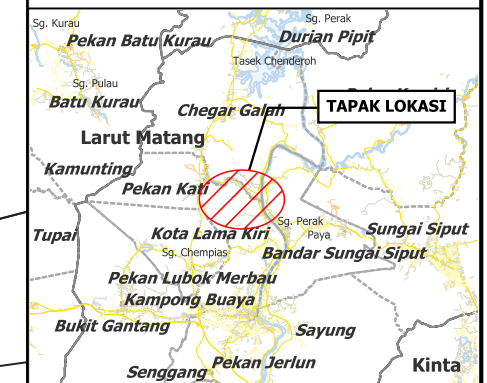 Sg. Kurau
Sg. Perak
Pekan Batu Kurau
Durian Pipit
Tasek Chenderoh
Sg. Pulau
Batu Kurau
Chegar Galah
TAPAK LOKASI
Larut Matang
Kamunting
Pekan Kati
Sg. Perak
Tupai
Kota Lama Kiri
Paya
Sungai Siput
Sg. Chempias
Bandar Sungai Siput
Pekan Lubok Merbau
Kampong Buaya
Bukit Gantang
Sayung
Pekan Jerlun
Kinta
Senggang